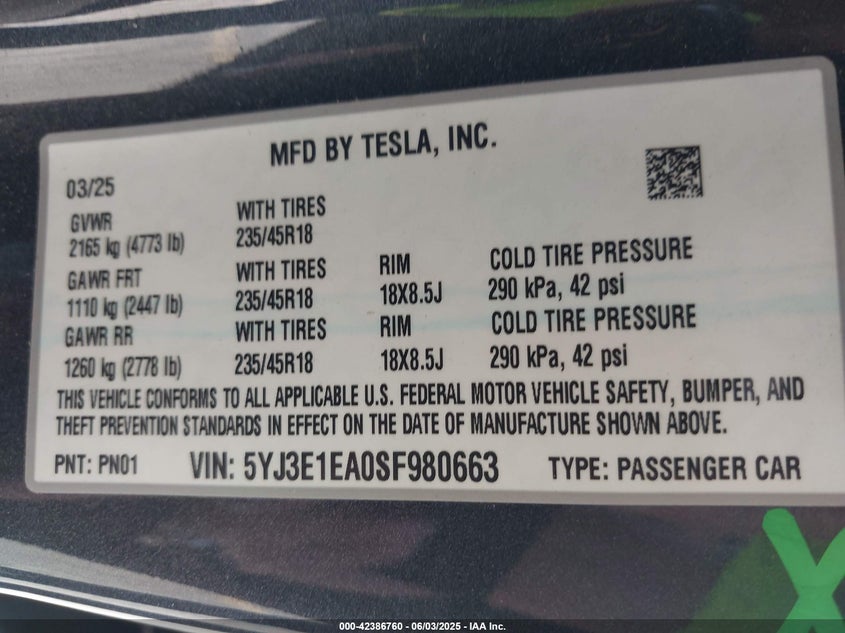 MFD BY TESLA, INC.
03/25
GVWR
2165 kg (4773 lb)
WITH TIRES
235/45R18
GAWR FRT
1110 kg (2447 lb)
WITH TIRES
235/45R18
RIM
18X8.5J
COLD TIRE PRESSURE
290 kPa, 42 psi
GAWR RR
1260 kg (2778 lb)
WITH TIRES
235/45R18
RIM
18X8.5J
COLD TIRE PRESSURE
290 kPa, 42 psi
THIS VEHICLE CONFORMS TO ALL APPLICABLE U.S. FEDERAL MOTOR VEHICLE SAFETY, BUMPER, AND
THEFT PREVENTION STANDARDS IN EFFECT ON THE DATE OF MANUFACTURE SHOWN ABOVE.
PNT: PN01 VIN: 5YJ3E1EA0SF980663 TYPE: PASSENGER CAR
000-42386760 - 06/03/2025 - IAA Inc.